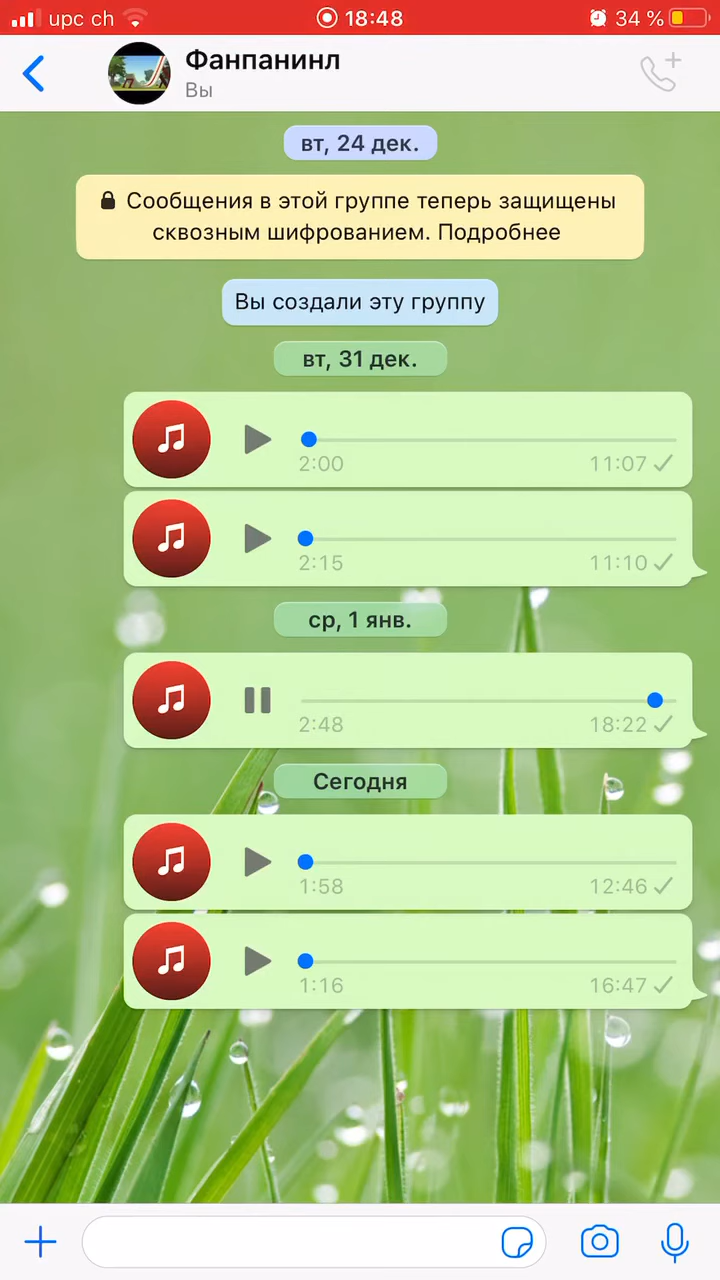 upc ch 18:48 34 %
Фанпанинл
Вы
вт, 24 дек.
Сообщения в этой группе теперь защищены
сквозным шифрованием. Подробнее
Вы создали эту группу
вт, 31 дек.
2:00 11:07
2:15 11:10
ср, 1 янв.
2:48 18:22
Сегодня
1:58 12:46
1:16 16:47